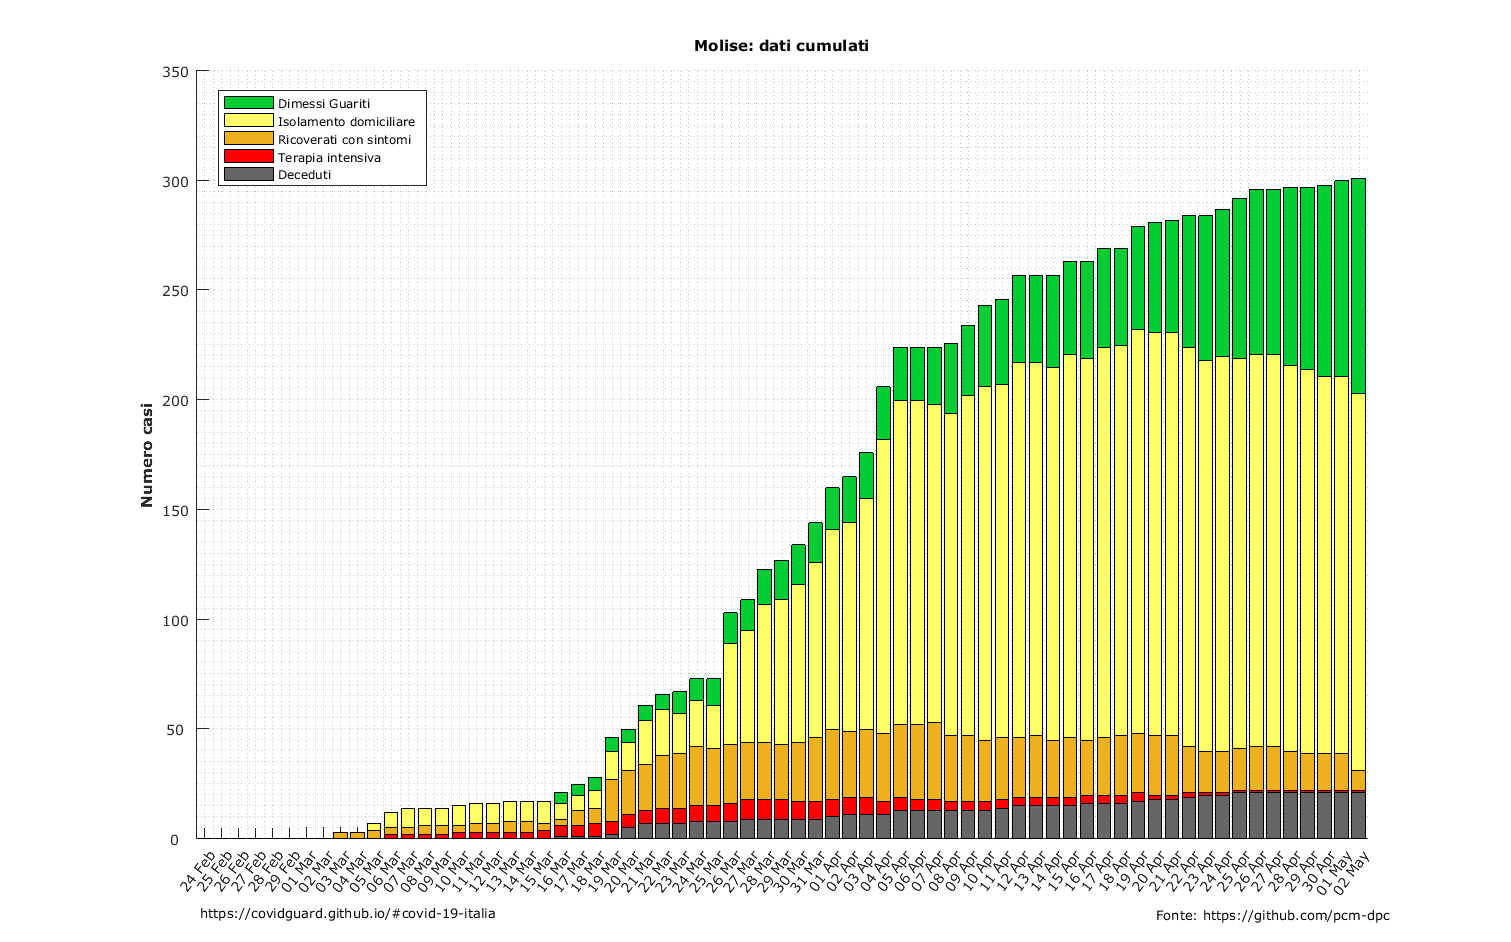 Molise: dati cumulati
350
300
250
200
150
100
50
0
Numero casi
Dimessi Guariti
Isolamento domiciliare
Ricoverati con sintomi
Terapia intensiva
Deceduti
24 Feb
25 Feb
26 Feb
27 Feb
28 Feb
29 Feb
01 Mar
02 Mar
03 Mar
04 Mar
05 Mar
06 Mar
07 Mar
08 Mar
09 Mar
10 Mar
11 Mar
12 Mar
13 Mar
14 Mar
15 Mar
16 Mar
17 Mar
18 Mar
19 Mar
20 Mar
21 Mar
22 Mar
23 Mar
24 Mar
25 Mar
26 Mar
27 Mar
28 Mar
29 Mar
30 Mar
31 Mar
01 Apr
02 Apr
03 Apr
04 Apr
05 Apr
06 Apr
07 Apr
08 Apr
09 Apr
10 Apr
11 Apr
12 Apr
13 Apr
14 Apr
15 Apr
16 Apr
17 Apr
18 Apr
19 Apr
20 Apr
21 Apr
22 Apr
23 Apr
24 Apr
25 Apr
26 Apr
27 Apr
28 Apr
29 Apr
30 Apr
01 May
02 May
https://covidguard.github.io/#covid-19-italia
Fonte: https://github.com/pcm-dpc